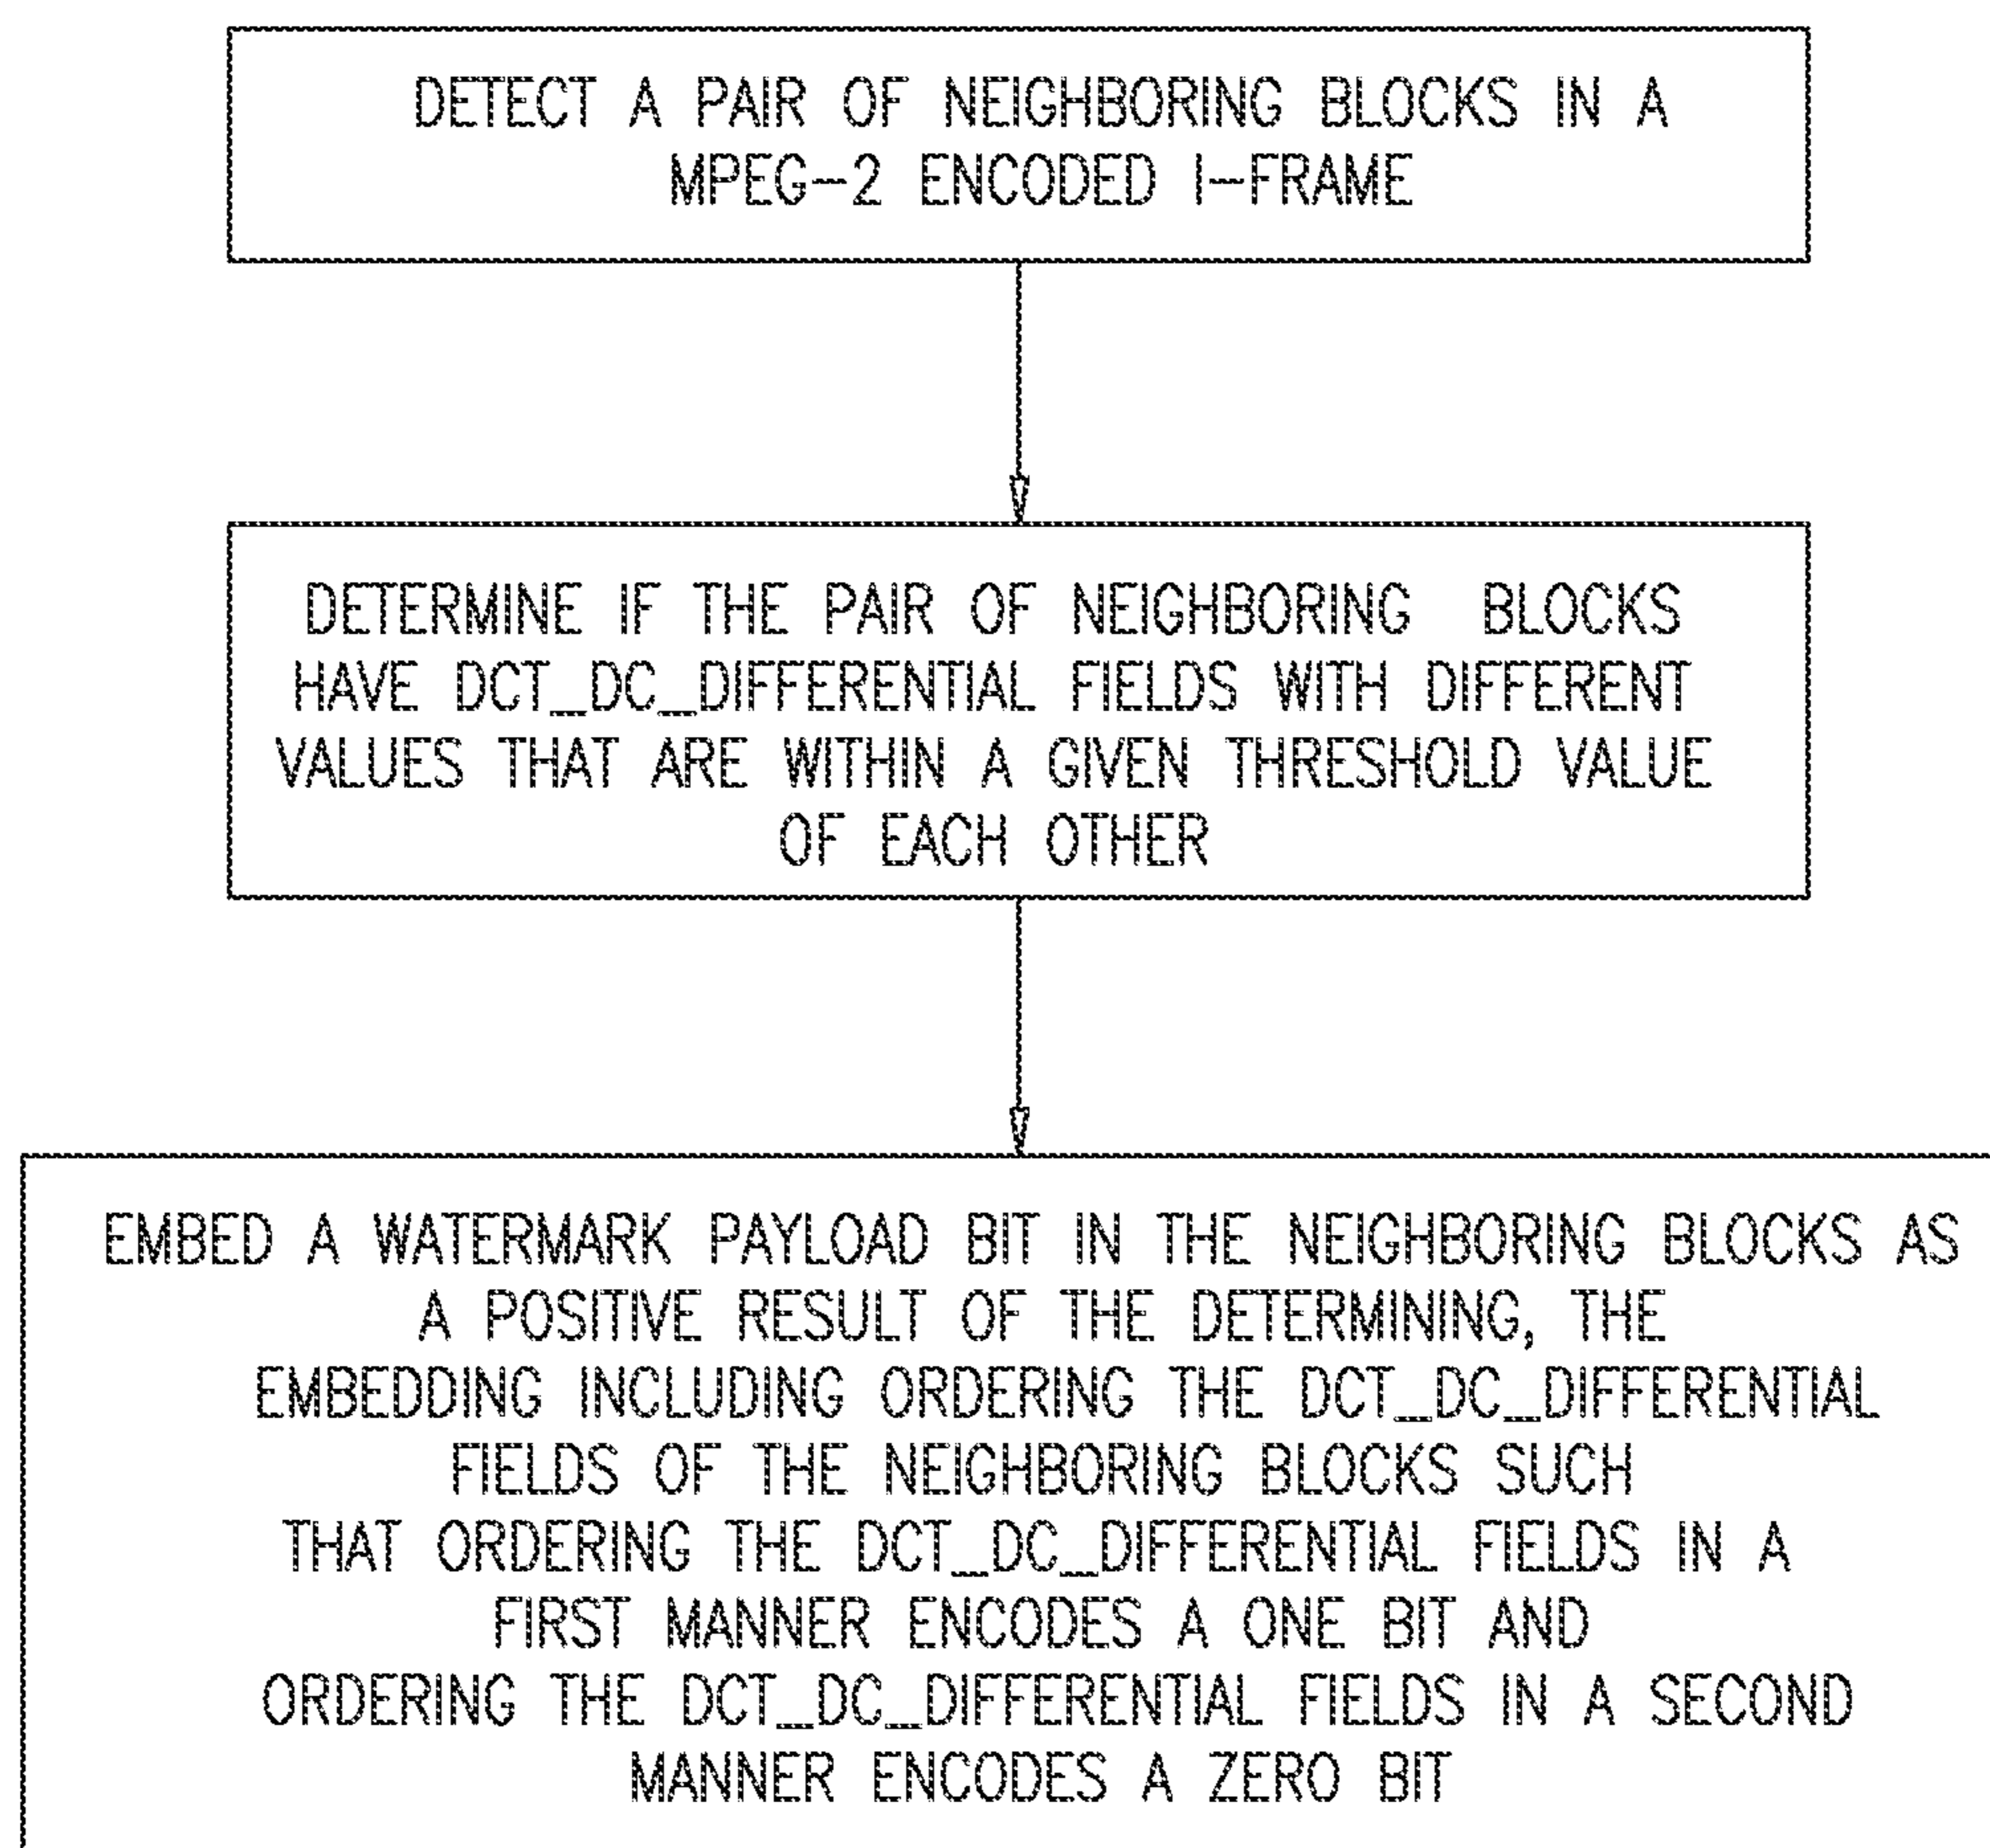 DETECT A PAIR OF NEIGHBORING BLOCKS IN A
MPEG-2 ENCODED I-FRAME
DETERMINE IF THE PAIR OF NEIGHBORING BLOCKS
HAVE DCT_DC_DIFFERENTIAL FIELDS WITH DIFFERENT
VALUES THAT ARE WITHIN A GIVEN THRESHOLD VALUE
OF EACH OTHER
EMBED A WATERMARK PAYLOAD BIT IN THE NEIGHBORING BLOCKS AS
A POSITIVE RESULT OF THE DETERMINING, THE
EMBEDDING INCLUDING ORDERING THE DCT_DC_DIFFERENTIAL
FIELDS OF THE NEIGHBORING BLOCKS SUCH
THAT ORDERING THE DCT_DC_DIFFERENTIAL FIELDS IN A
FIRST MANNER ENCODES A ONE BIT AND
ORDERING THE DCT_DC_DIFFERENTIAL FIELDS IN A SECOND
MANNER ENCODES A ZERO BIT